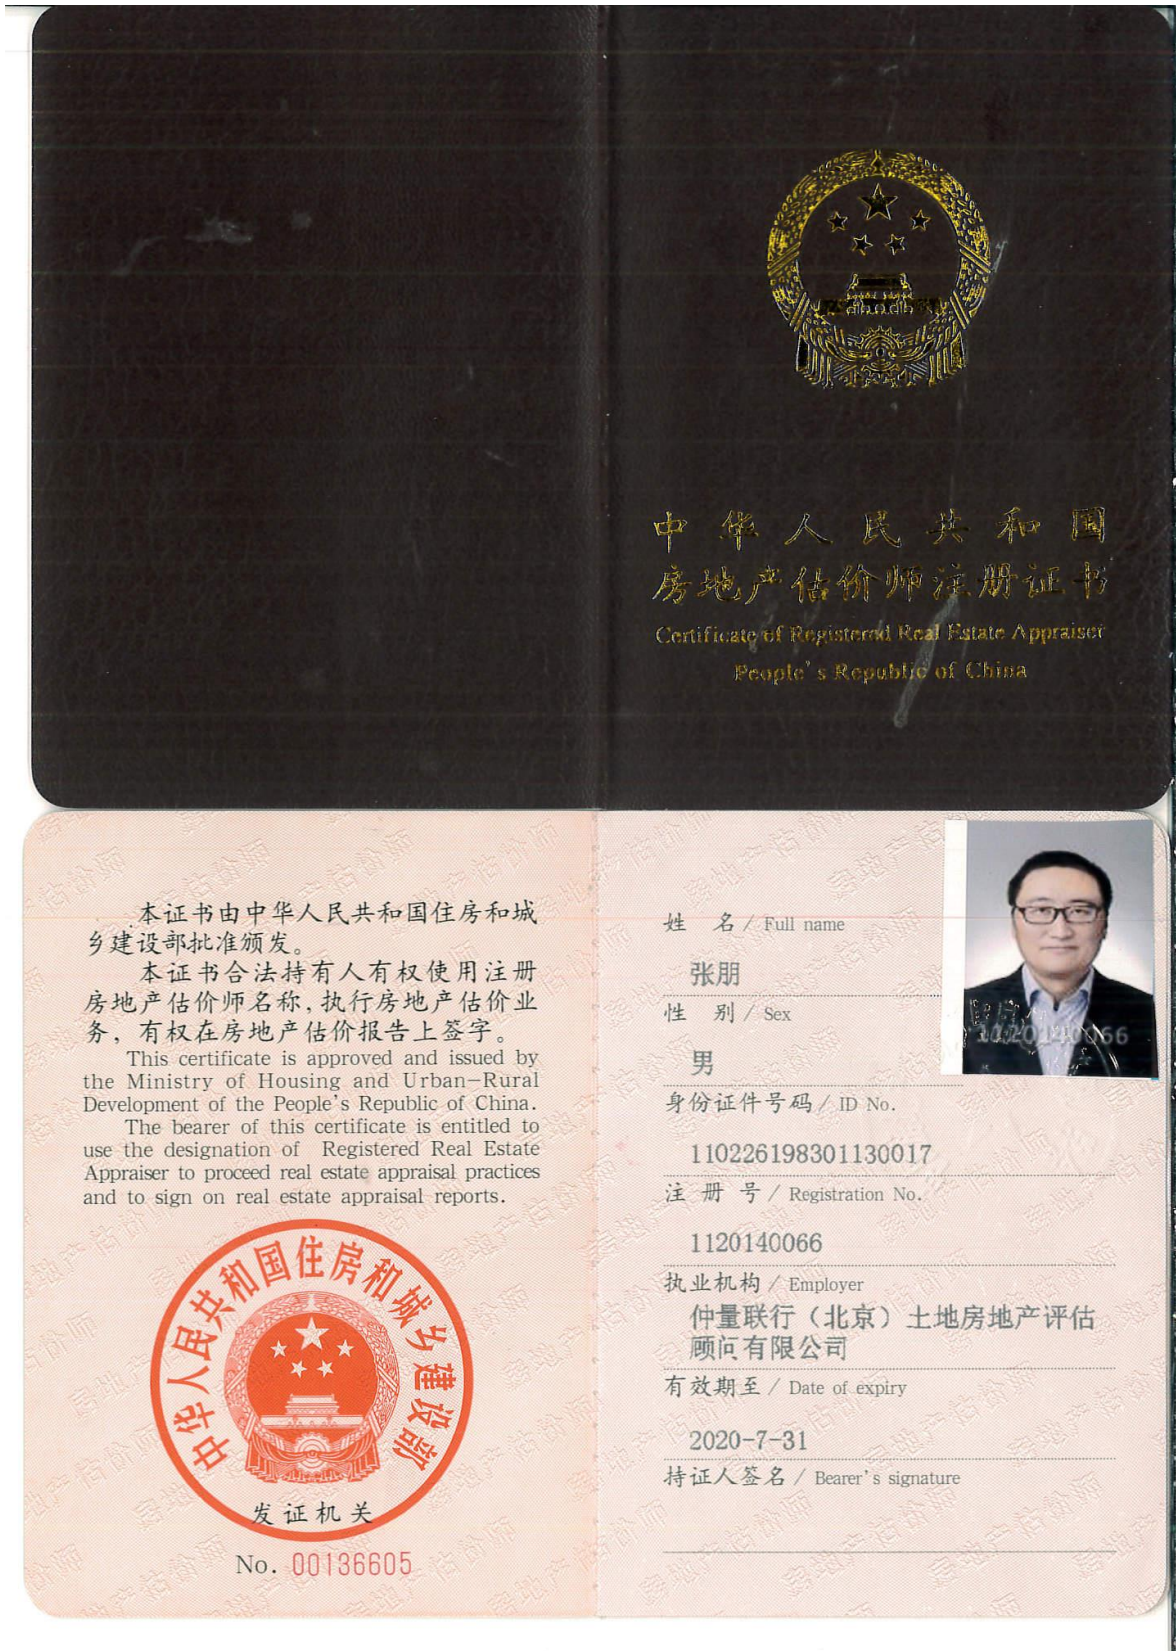 中华人民共和国
房地产估价师注册证书
Certificate of Registered Real Estate Appraiser
People's Republic of China
本证书由中华人民共和国住房和城
乡建设部批准颁发。
本证书合法持有人有权使用注册
房地产估价师名称，执行房地产估价业
务，有权在房地产估价报告上签字。
This certificate is approved and issued by
the Ministry of Housing and Urban-Rural
Development of the People's Republic of China.
The bearer of this certificate is entitled to
use the designation of Registered Real Estate
Appraiser to proceed real estate appraisal practices
and to sign on real estate appraisal reports.
中华人民共和国住房和城乡建设部
发证机关
No. 00136605
姓 名 / Full name
张朋
性 别 / Sex
男
身份证件号码 / ID No.
110226198301130017
注 册 号 / Registration No.
1120140066
执业机构 / Employer
仲量联行（北京）土地房地产评估
顾问有限公司
有效期至 / Date of expiry
2020-7-31
持证人签名 / Bearer's signature
1120140066